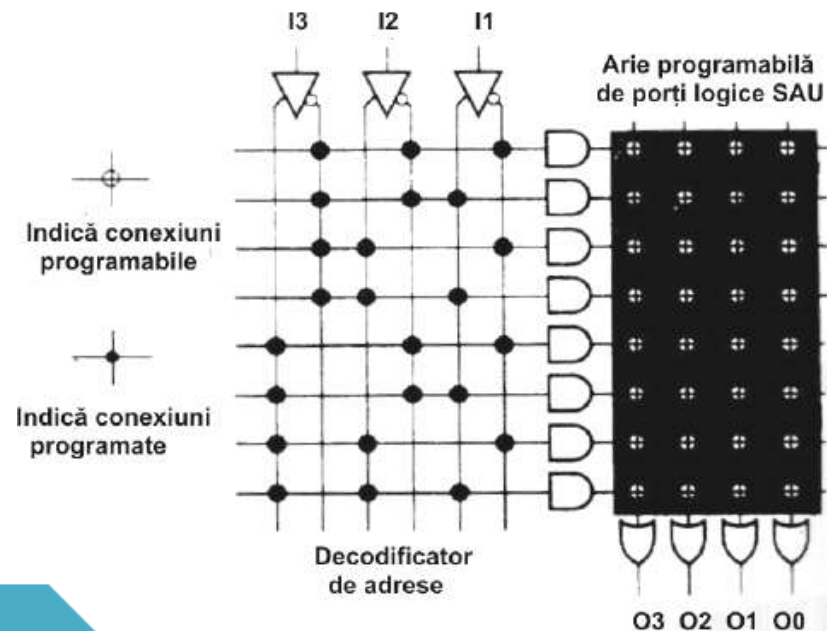 I3 I2 I1
Arie programabilă
de porți logice SAU
Indică conexiuni
programabile
Indică conexiuni
programate
Decodificator
de adrese
O3 O2 O1 O0